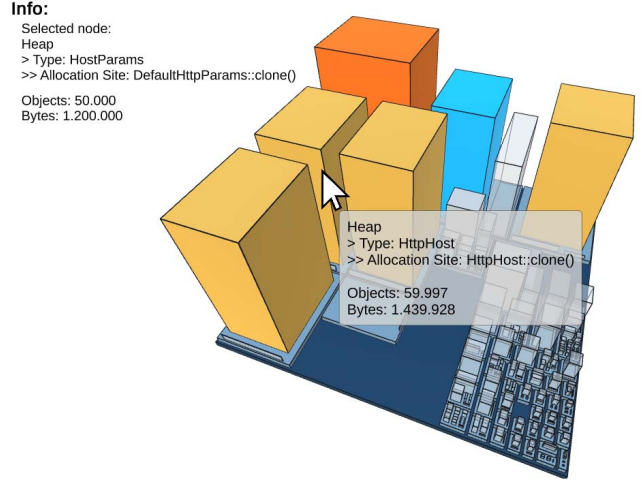 Info:
Selected node:
Heap
> Type: HostParams
>> Allocation Site: DefaultHttpParams::clone()
Objects: 50.000
Bytes: 1.200.000
Heap
> Type: HttpHost
>> Allocation Site: HttpHost::clone()
Objects: 59.997
Bytes: 1.439.928